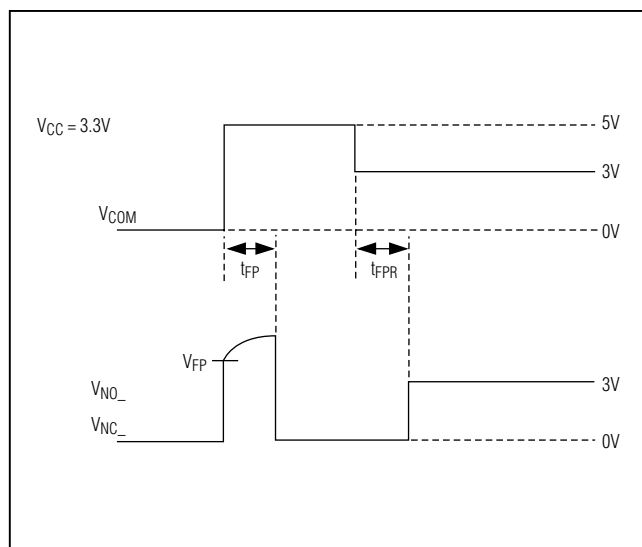 V_CC = 3.3V
5V
3V
V_COM
0V
t_FP
t_FPR
V_FP
V_NO_
3V
V_NC_
0V